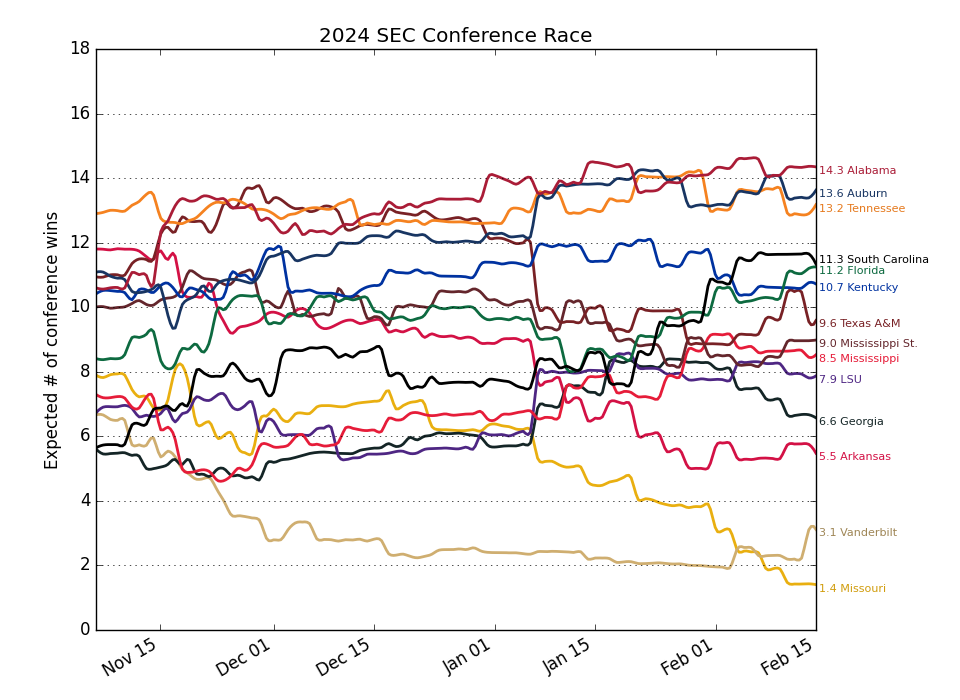 2024 SEC Conference Race
Expected # of conference wins
18
16
14
12
10
8
6
4
2
0
Nov 15
Dec 01
Dec 15
Jan 01
Jan 15
Feb 01
Feb 15
14.3 Alabama
13.6 Auburn
13.2 Tennessee
11.3 South Carolina
11.2 Florida
10.7 Kentucky
9.6 Texas A&M
9.0 Mississippi St.
8.5 Mississippi
7.9 LSU
6.6 Georgia
5.5 Arkansas
3.1 Vanderbilt
1.4 Missouri